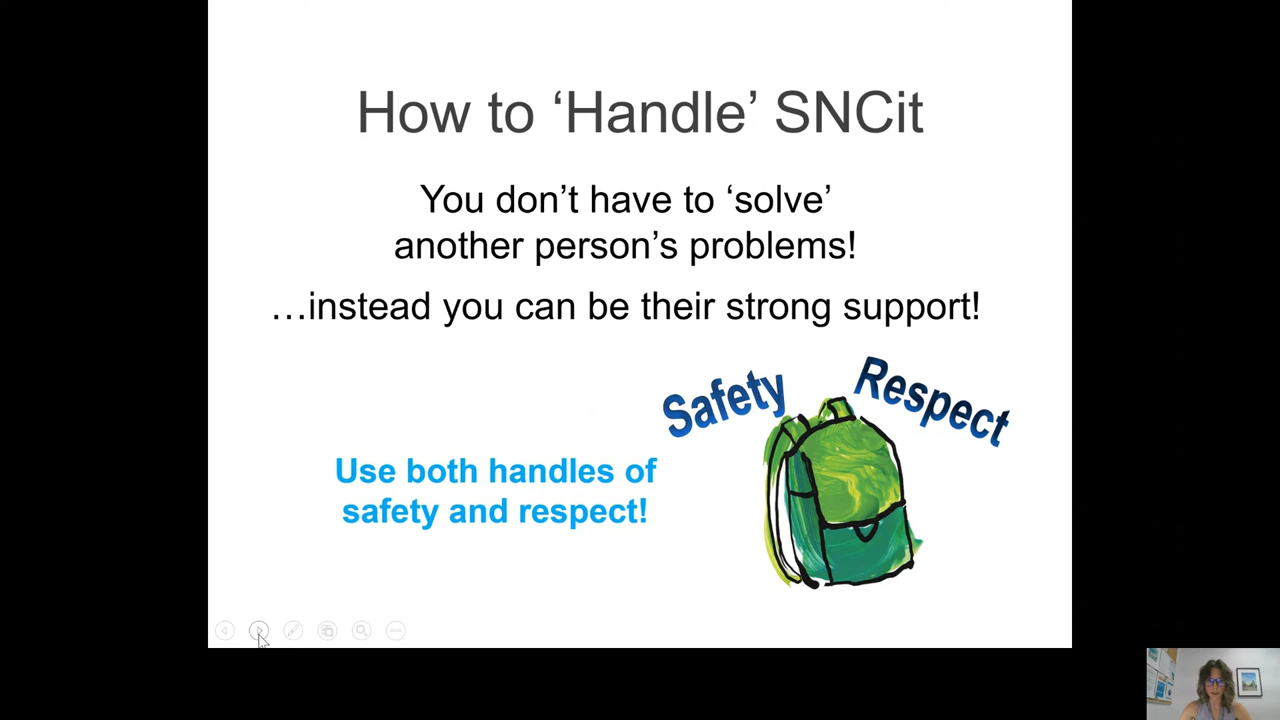 How to ‘Handle’ SNCit
You don’t have to ‘solve’
another person’s problems!
…instead you can be their strong support!
Safety
Respect
Use both handles of
safety and respect!